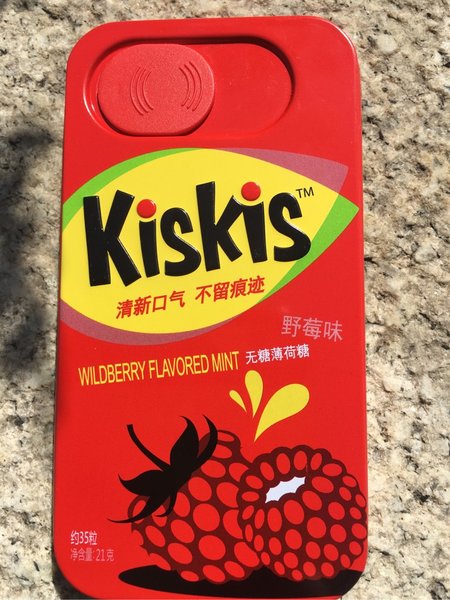 Kiskis™
清新口气 不留痕迹
野莓味
WILDBERRY FLAVORED MINT 无糖薄荷糖
约35粒
净含量:21克